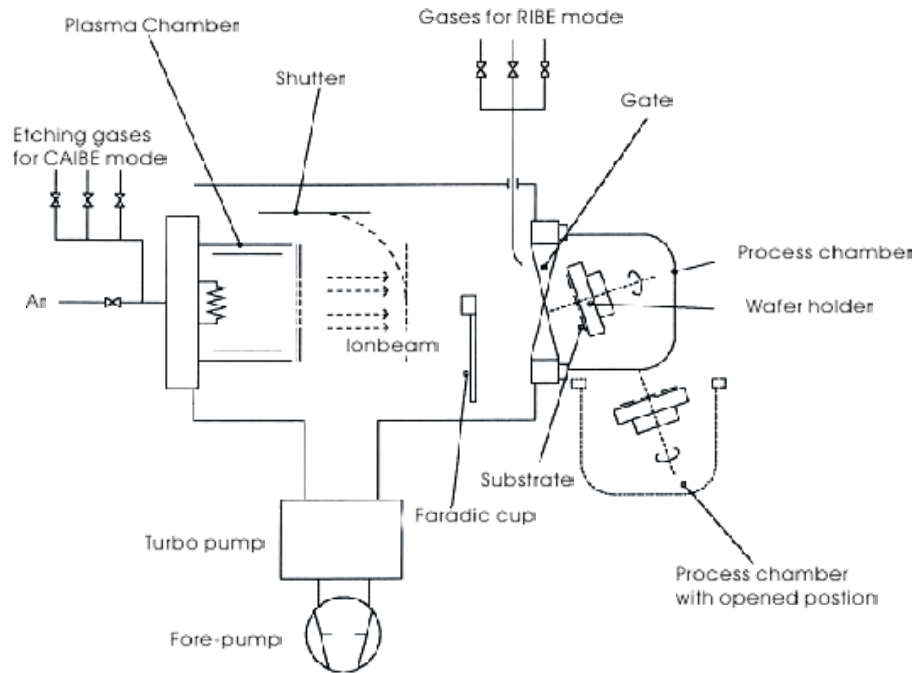 Gases for RIBE mode
Plasma Chamber
Shutter
Gate
Etching gases
for CAIBE mode
Process chamber
Ar
Wafer holder
Ionbeam
Substrate
Faradic cup
Turbo pump
Process chamber
with opened postion
Fore-pump